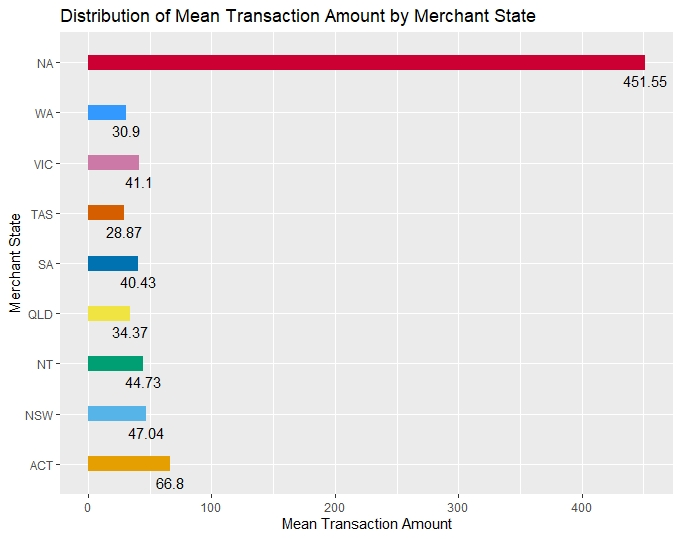 Distribution of Mean Transaction Amount by Merchant State
Merchant State
NA
451.55
WA
30.9
VIC
41.1
TAS
28.87
SA
40.43
QLD
34.37
NT
44.73
NSW
47.04
ACT
66.8
0 100 200 300 400
Mean Transaction Amount